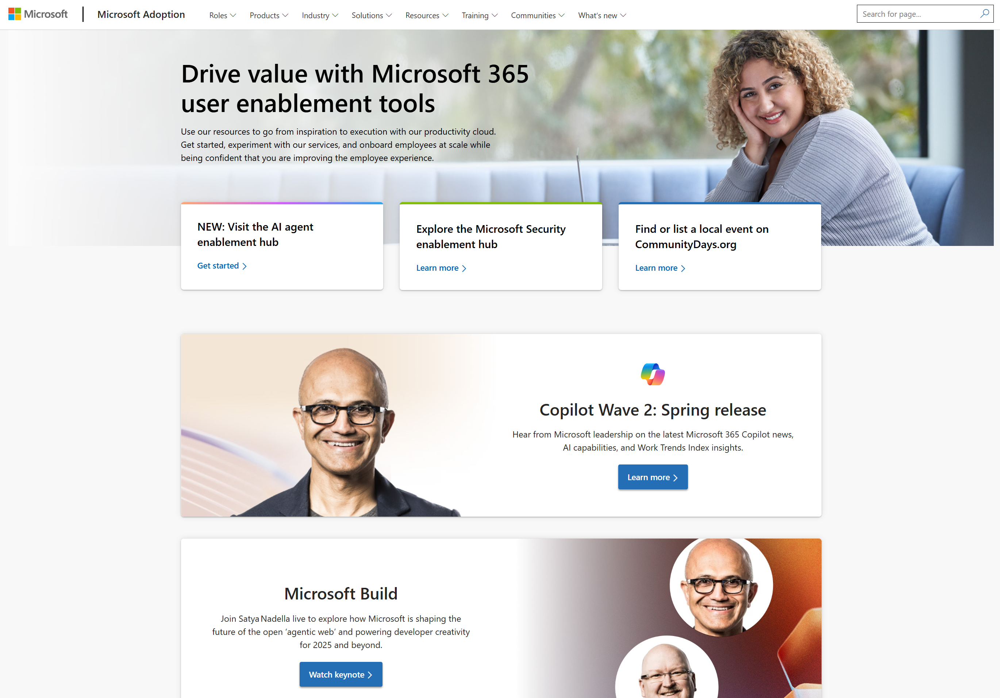 Microsoft
Microsoft Adoption
Roles
Products
Industry
Solutions
Resources
Training
Communities
What's new
Search for page...
Drive value with Microsoft 365
user enablement tools
Use our resources to go from inspiration to execution with our productivity cloud.
Get started, experiment with our services, and onboard employees at scale while
being confident that you are improving the employee experience.
NEW: Visit the AI agent
enablement hub
Get started
Explore the Microsoft Security
enablement hub
Learn more
Find or list a local event on
CommunityDays.org
Learn more
Copilot Wave 2: Spring release
Hear from Microsoft leadership on the latest Microsoft 365 Copilot news,
AI capabilities, and Work Trends Index insights.
Learn more
Microsoft Build
Join Satya Nadella live to explore how Microsoft is shaping the
future of the open ‘agentic web’ and powering developer creativity
for 2025 and beyond.
Watch keynote